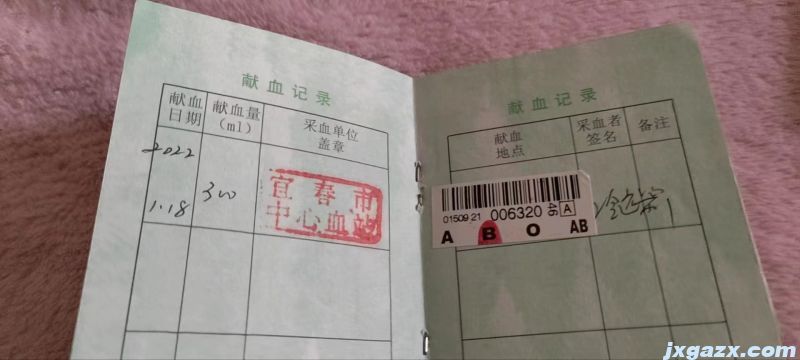 献血记录
献血日期
献血量(ml)
采血单位盖章
2022
1.18
300
宜春市
中心血站
献血记录
献血地点
采血者签名
备注
0150921 006320 46 A
A B O AB
jxgazx.com